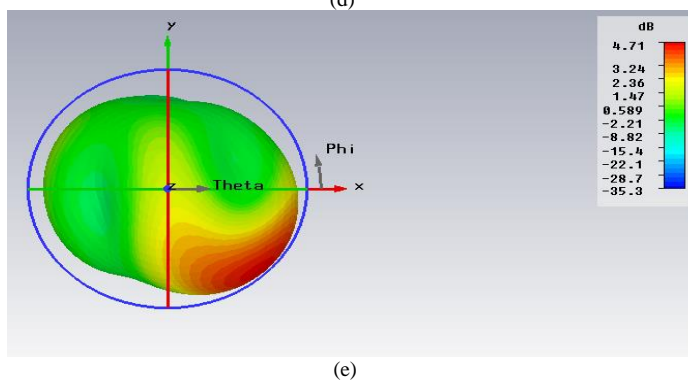 (d)
y
dB
4.71
3.24
2.36
1.47
0.589
-2.21
-8.82
-15.4
-22.1
-28.7
-35.3
Phi
z Theta x
(e)